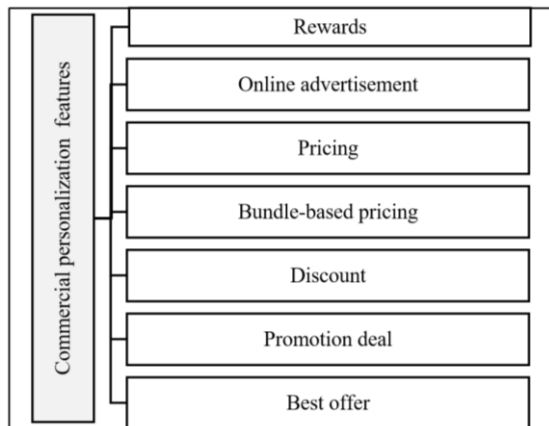 Commercial personalization features
Rewards
Online advertisement
Pricing
Bundle-based pricing
Discount
Promotion deal
Best offer